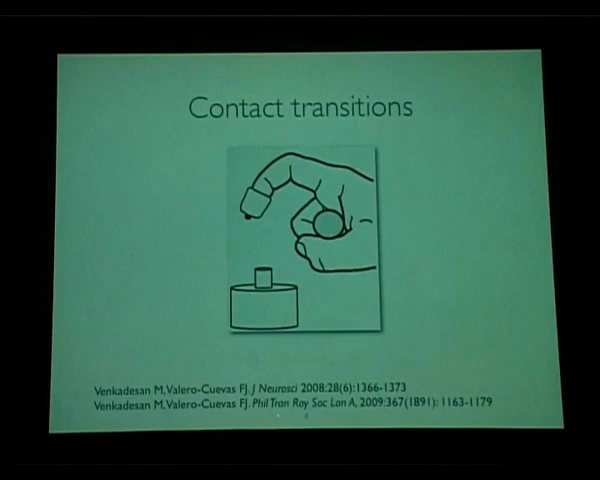 Contact transitions
Venkadesan M, Valero-Cuevas FJ. J Neurosci 2008:28(6):1366-1373
Venkadesan M, Valero-Cuevas FJ. Phil Tran Roy Soc Lon A, 2009:367(1891): 1163-1179
4